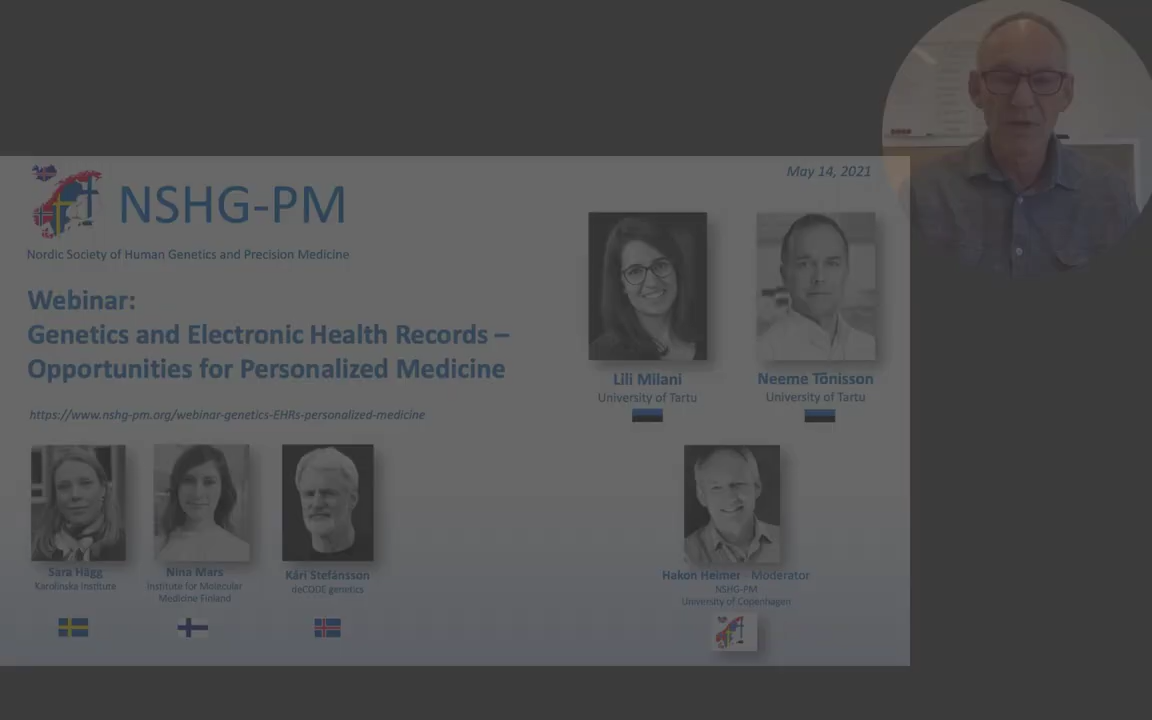 May 14, 2021
NSHG-PM
Nordic Society of Human Genetics and Precision Medicine
Webinar:
Genetics and Electronic Health Records –
Opportunities for Personalized Medicine
https://www.nshg-pm.org/webinar-genetics-EHRs-personalized-medicine
Lili Milani
University of Tartu
Neeme Tõnisson
University of Tartu
Sara Hägg
Karolinska Institute
Nina Mars
Institute for Molecular
Medicine Finland
Kári Stefánsson
deCODE genetics
Hakon Heimer - Moderator
NSHG-PM
University of Copenhagen